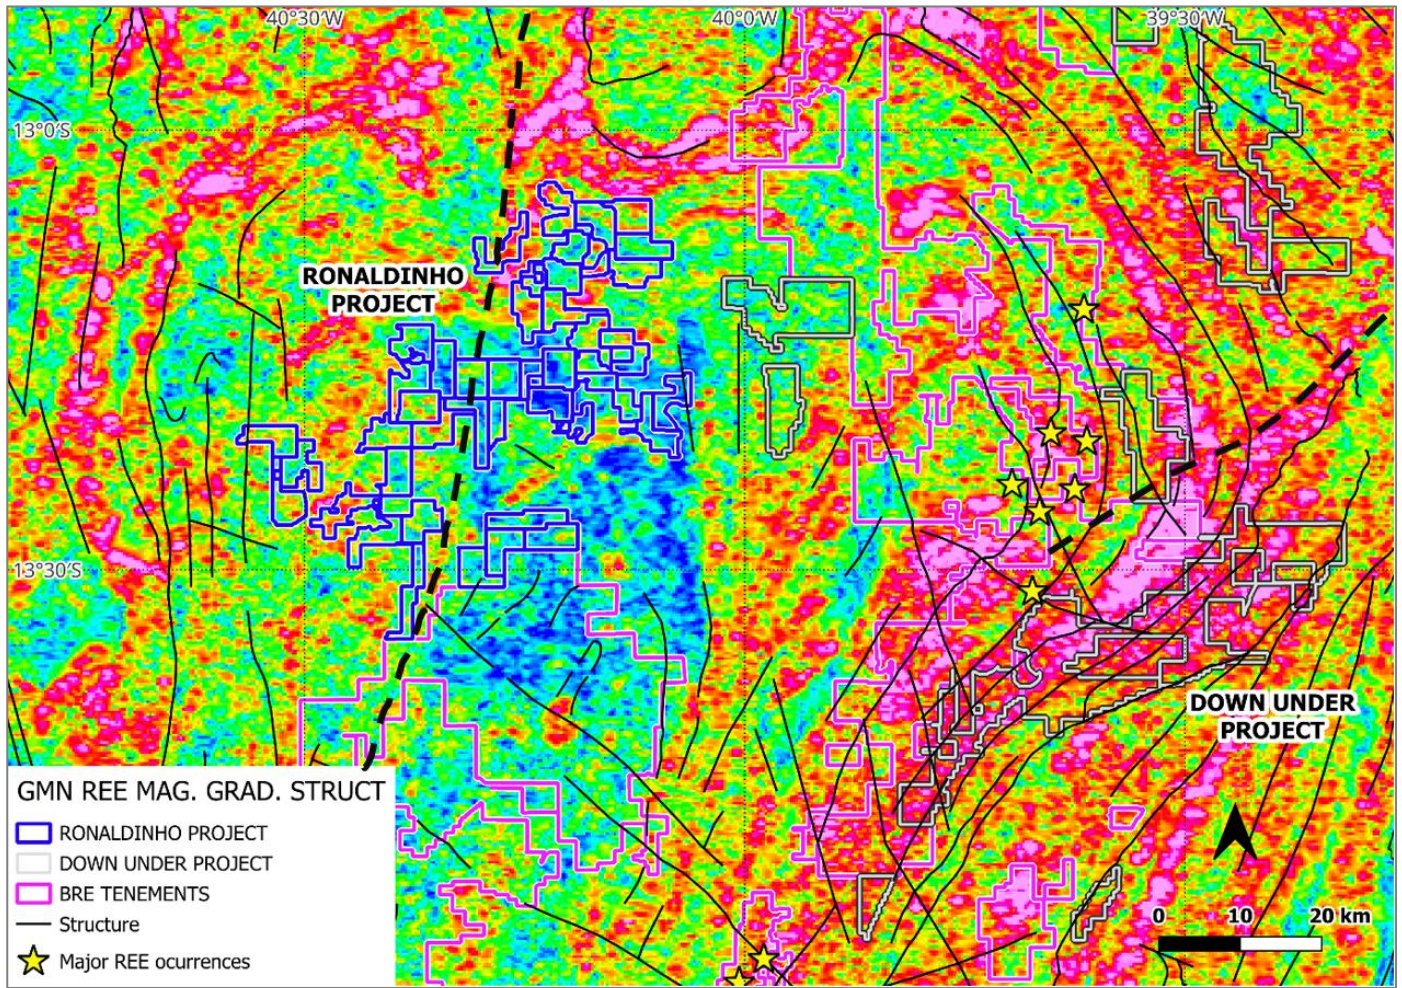 40°30′W
40°0′W
39°30′W
13°0′S
RONALDINHO
PROJECT
13°30′S
DOWN UNDER
PROJECT
GMN REE MAG. GRAD. STRUCT
RONALDINHO PROJECT
DOWN UNDER PROJECT
BRE TENEMENTS
Structure
Major REE ocurrences
0 10 20 km